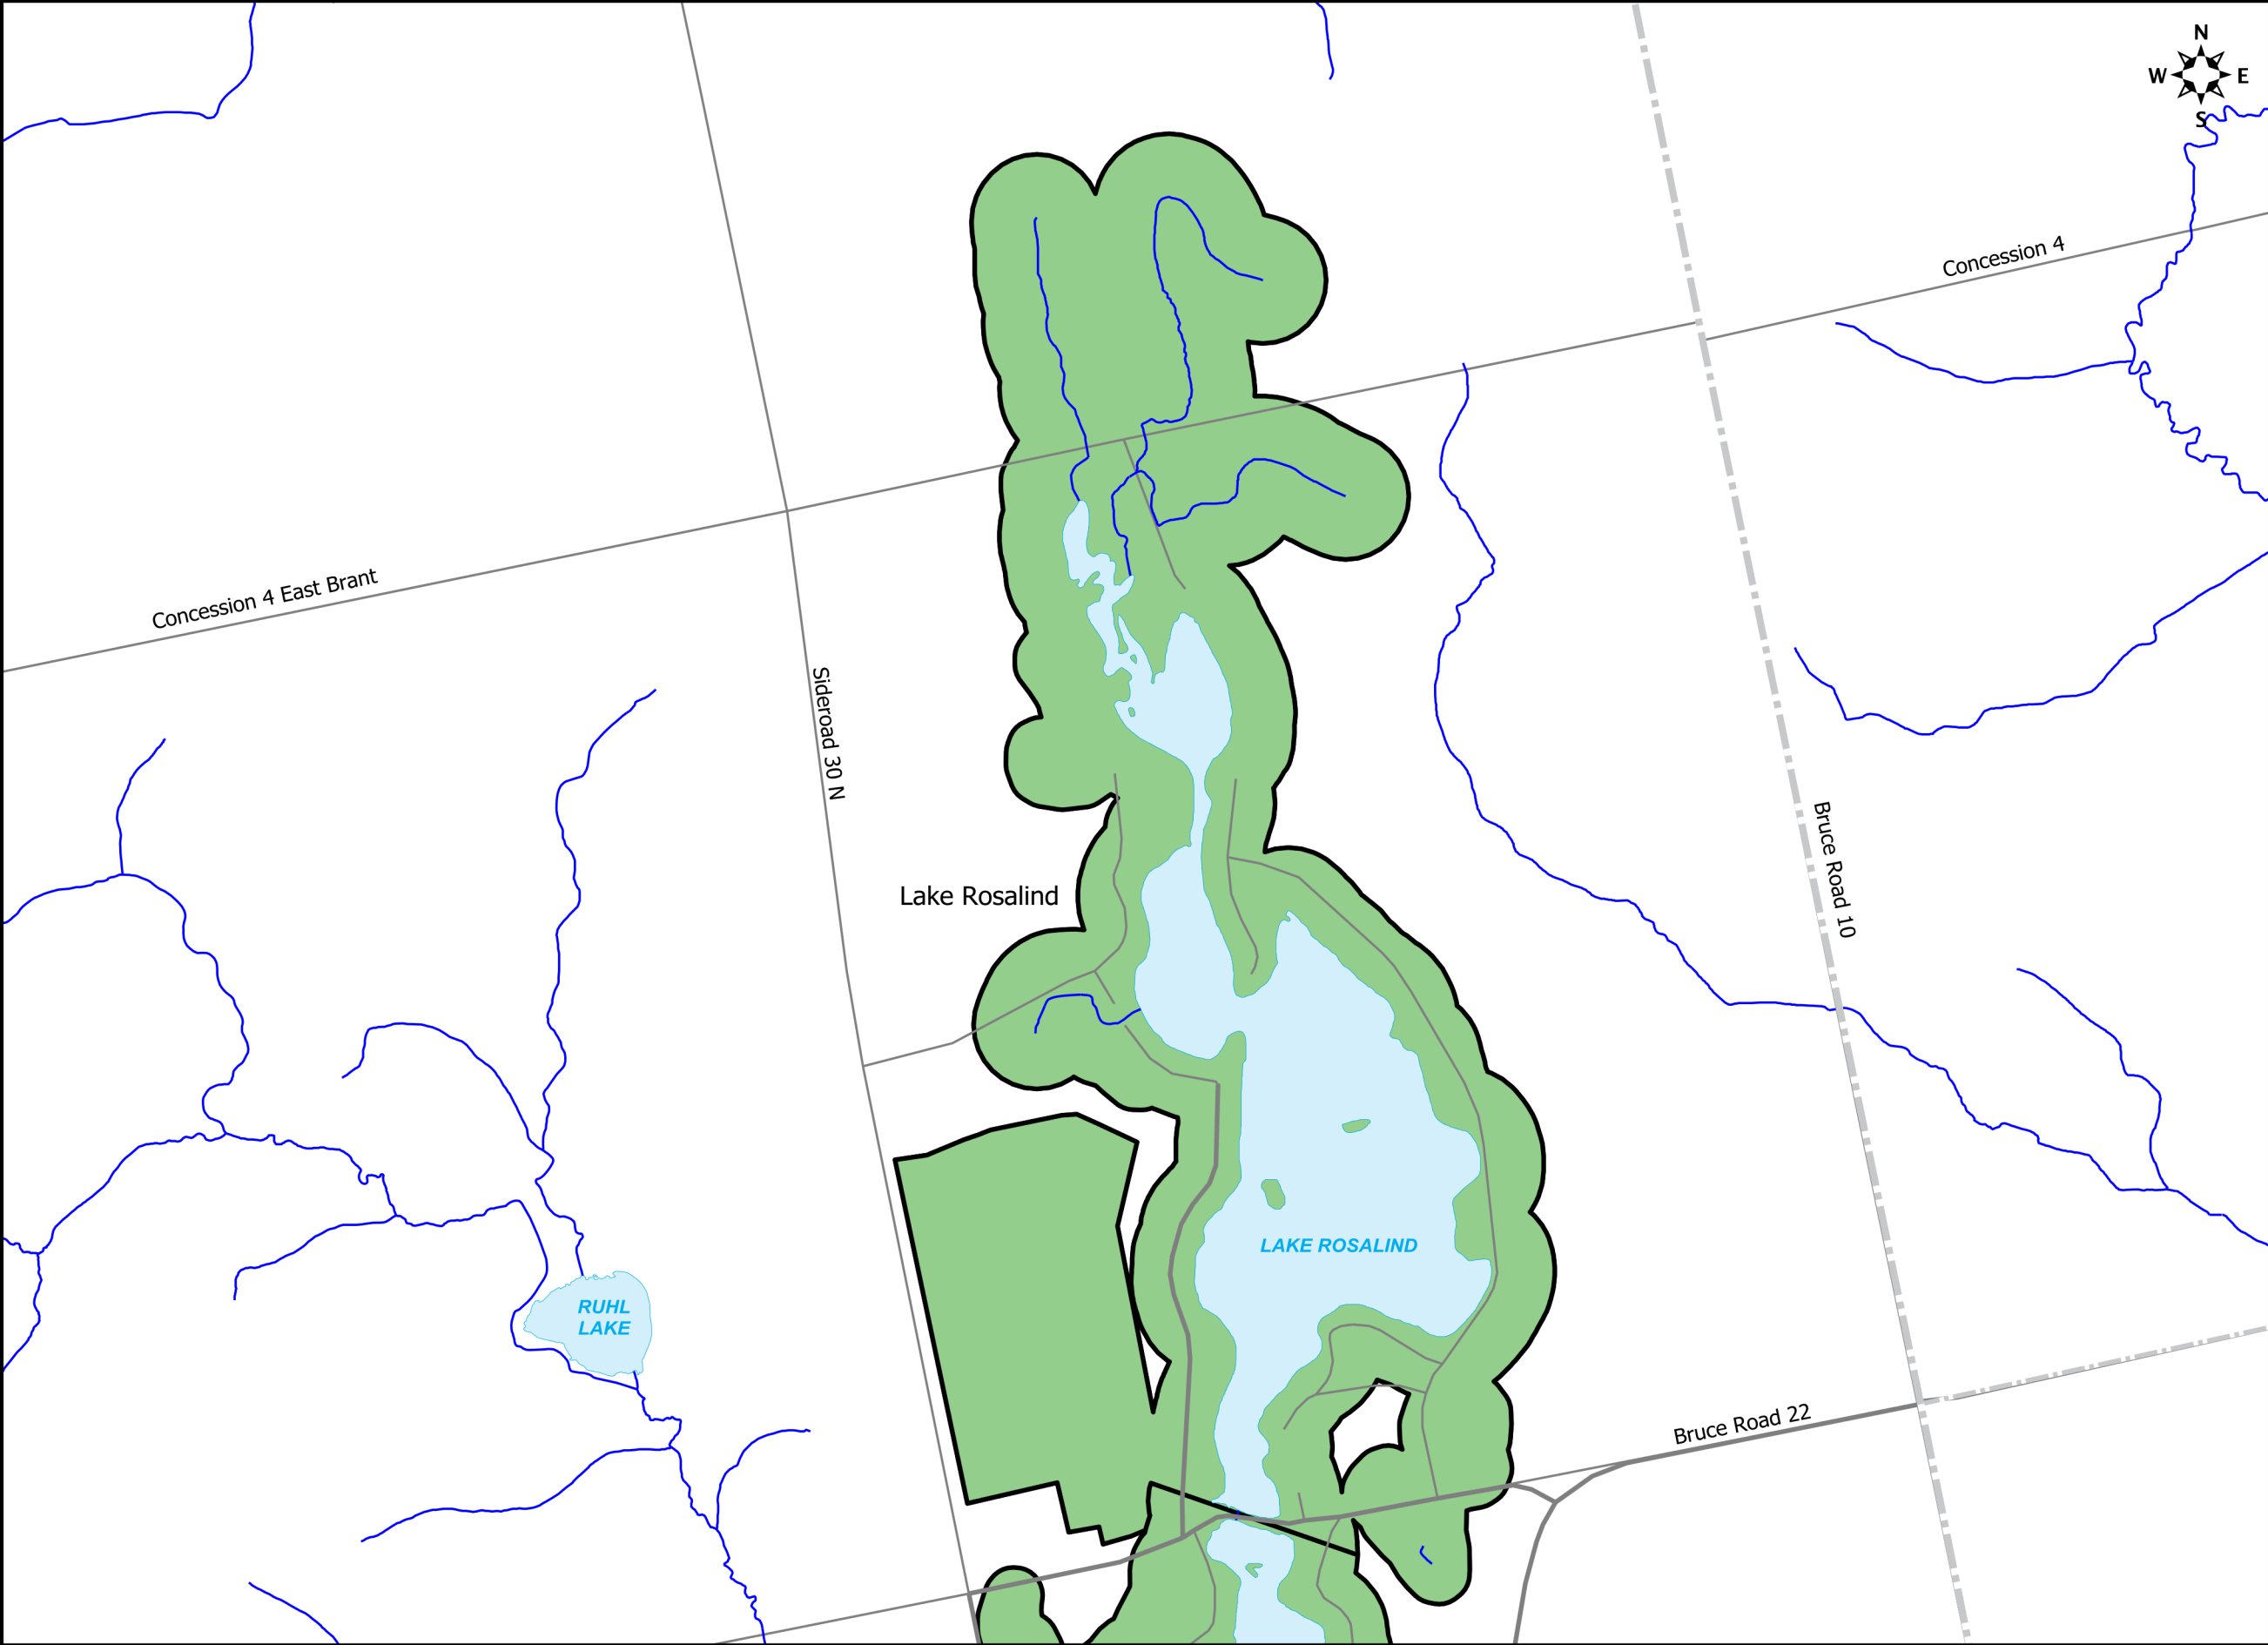 N
W E
S
Concession 4
Concession 4 East Brant
Sideroad 30 N
Bruce Road 10
Lake Rosalind
LAKE ROSALIND
RUHL
LAKE
Bruce Road 22